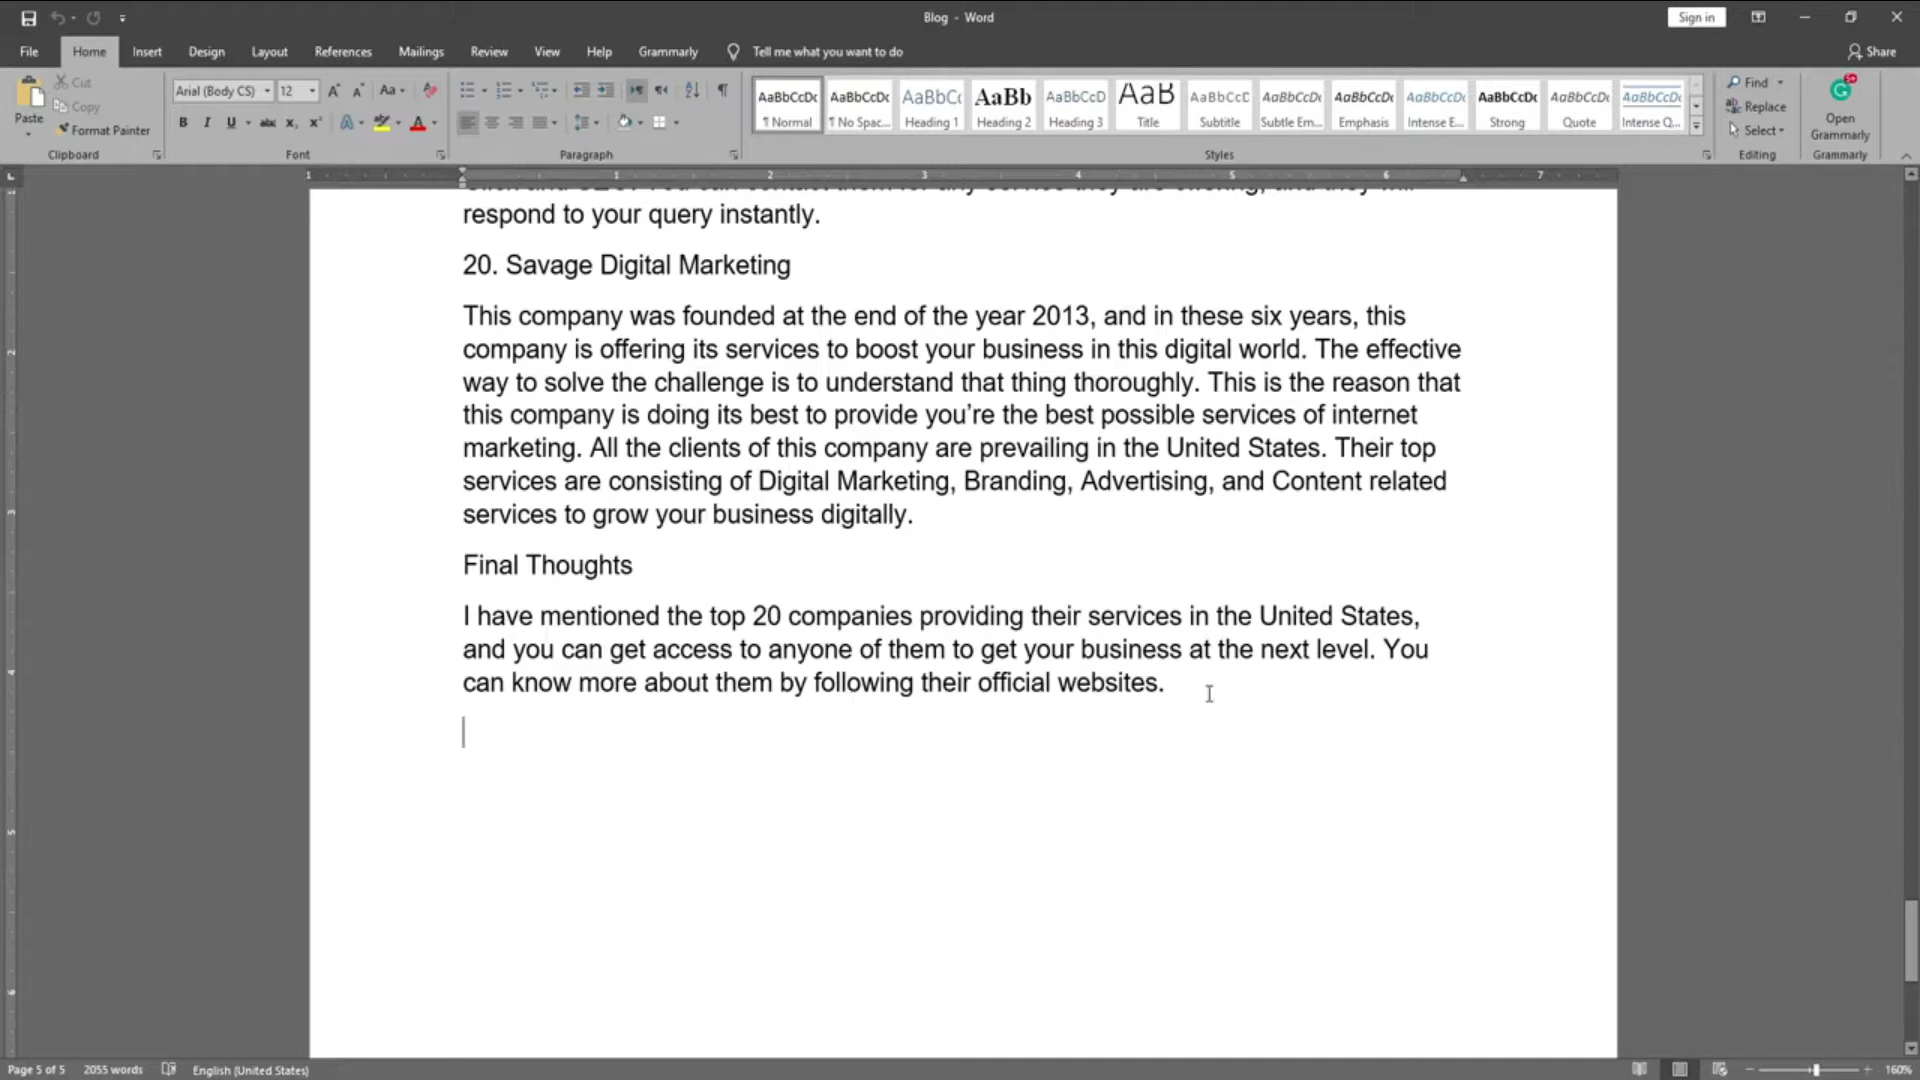 Blog - Word
Sign in
File Home Insert Design Layout References Mailings Review View Help Grammarly Tell me what you want to do Share
Paste
Cut
Copy
Format Painter
Clipboard
Arial (Body CS) 12
Font
Paragraph
AaBbCcDc AaBbCcDc AaBbC AaBb AaBbCcD AaB AaBbCcD AaBbCcDc AaBbCcDc AaBbCcDc AaBbCcDc AaBbCcDc AaBbCcDc
¶ Normal ¶ No Spac... Heading 1 Heading 2 Heading 3 Title Subtitle Subtle Em... Emphasis Intense E... Strong Quote Intense Q...
Styles
Find
Replace
Select
Editing
Open
Grammarly
Grammarly
1 1 2 3 4 5 6 7
respond to your query instantly.
20. Savage Digital Marketing
This company was founded at the end of the year 2013, and in these six years, this
company is offering its services to boost your business in this digital world. The effective
way to solve the challenge is to understand that thing thoroughly. This is the reason that
this company is doing its best to provide you’re the best possible services of internet
marketing. All the clients of this company are prevailing in the United States. Their top
services are consisting of Digital Marketing, Branding, Advertising, and Content related
services to grow your business digitally.
Final Thoughts
I have mentioned the top 20 companies providing their services in the United States,
and you can get access to anyone of them to get your business at the next level. You
can know more about them by following their official websites.
Page 5 of 5 2055 words English (United States) 160%